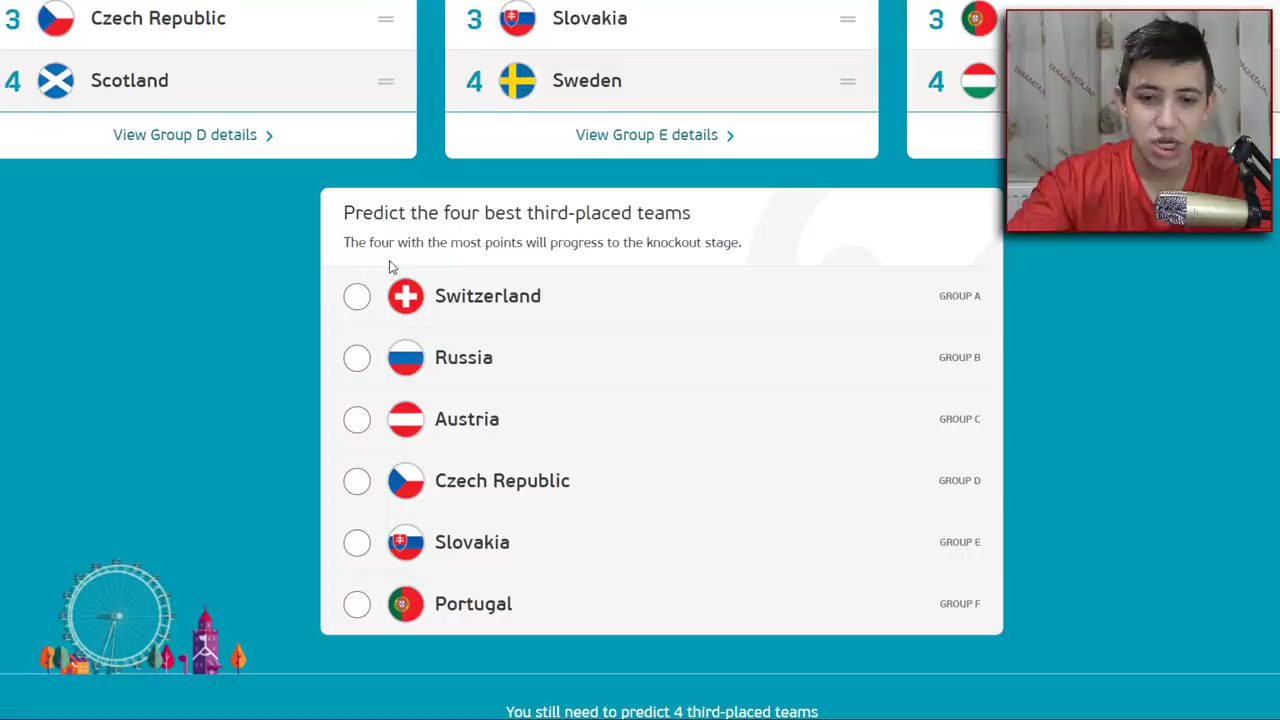 3 Czech Republic
3 Slovakia
3
4 Scotland
4 Sweden
4
View Group D details
View Group E details
Predict the four best third-placed teams
The four with the most points will progress to the knockout stage.
Switzerland GROUP A
Russia GROUP B
Austria GROUP C
Czech Republic GROUP D
Slovakia GROUP E
Portugal GROUP F
You still need to predict 4 third-placed teams